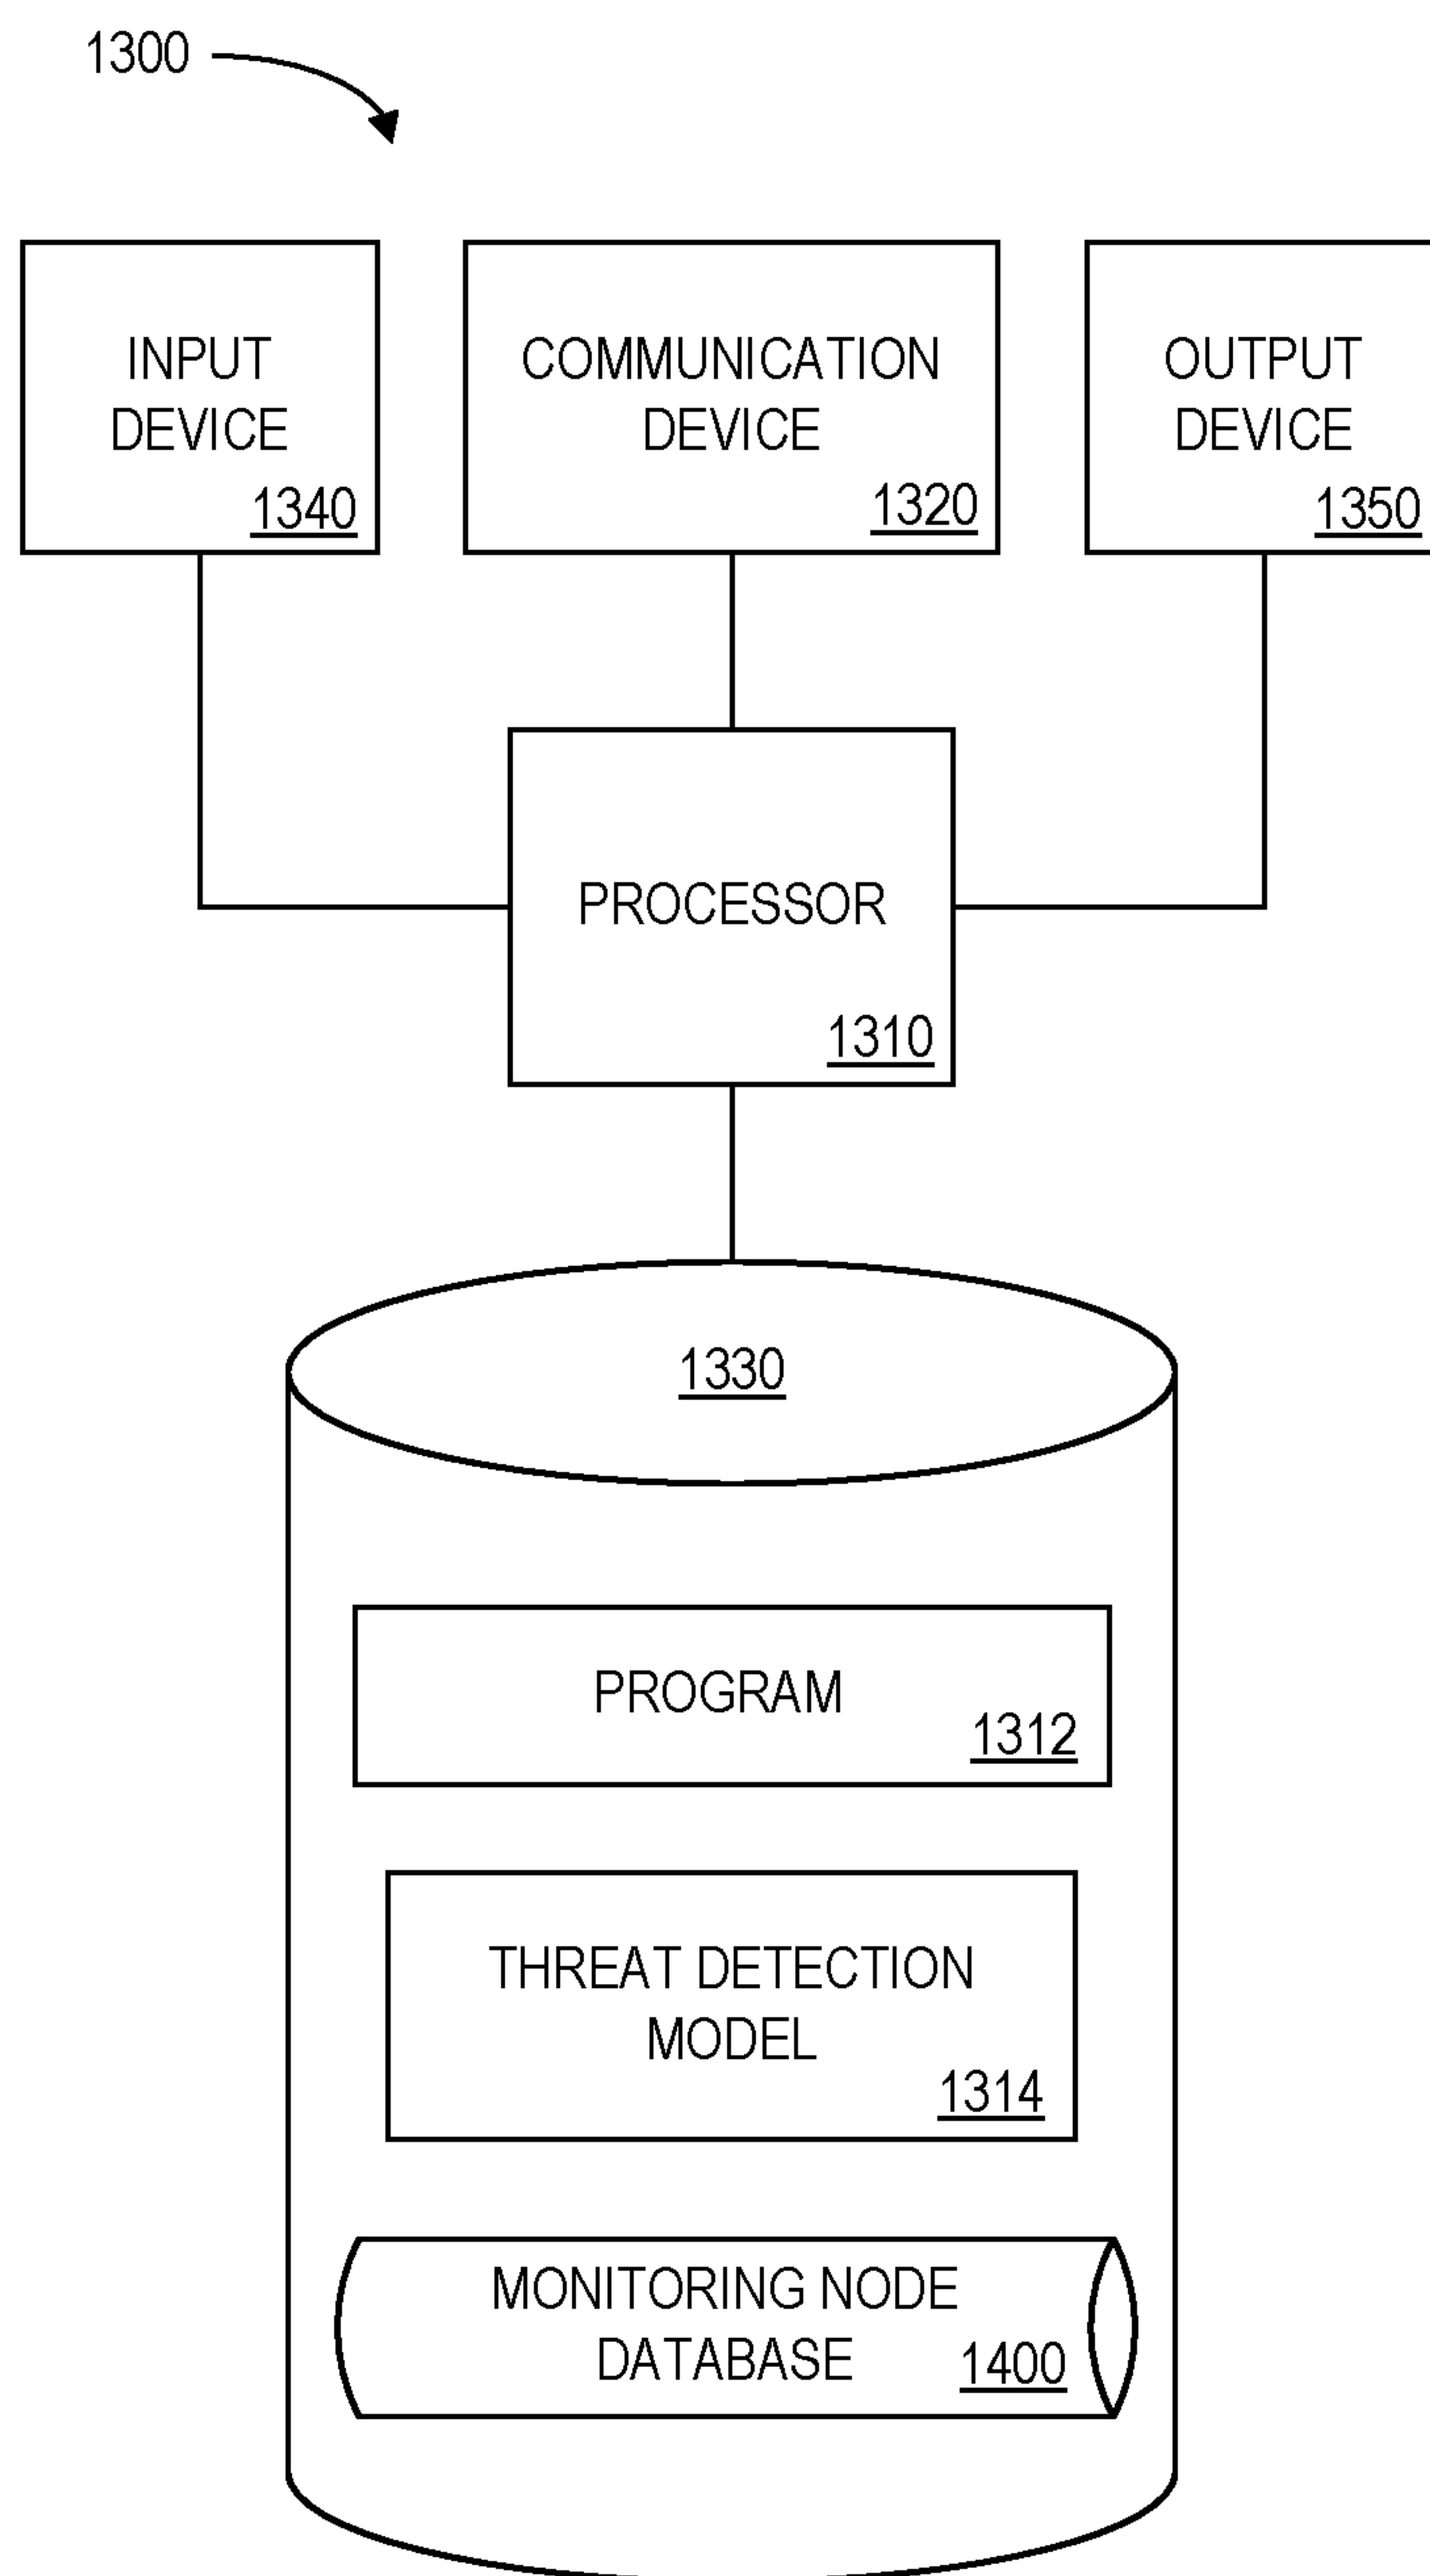 1300
INPUT
DEVICE
1340
COMMUNICATION
DEVICE
1320
OUTPUT
DEVICE
1350
PROCESSOR
1310
1330
PROGRAM
1312
THREAT DETECTION
MODEL
1314
MONITORING NODE
DATABASE
1400